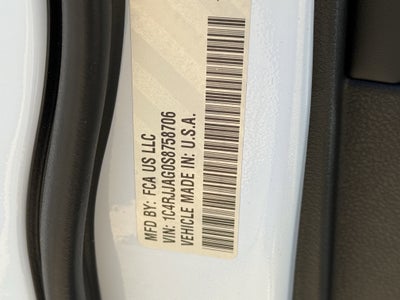 MFD BY: FCA US LLC
VIN: 1C4RJJAG0S8758706
VEHICLE MADE IN: U.S.A.